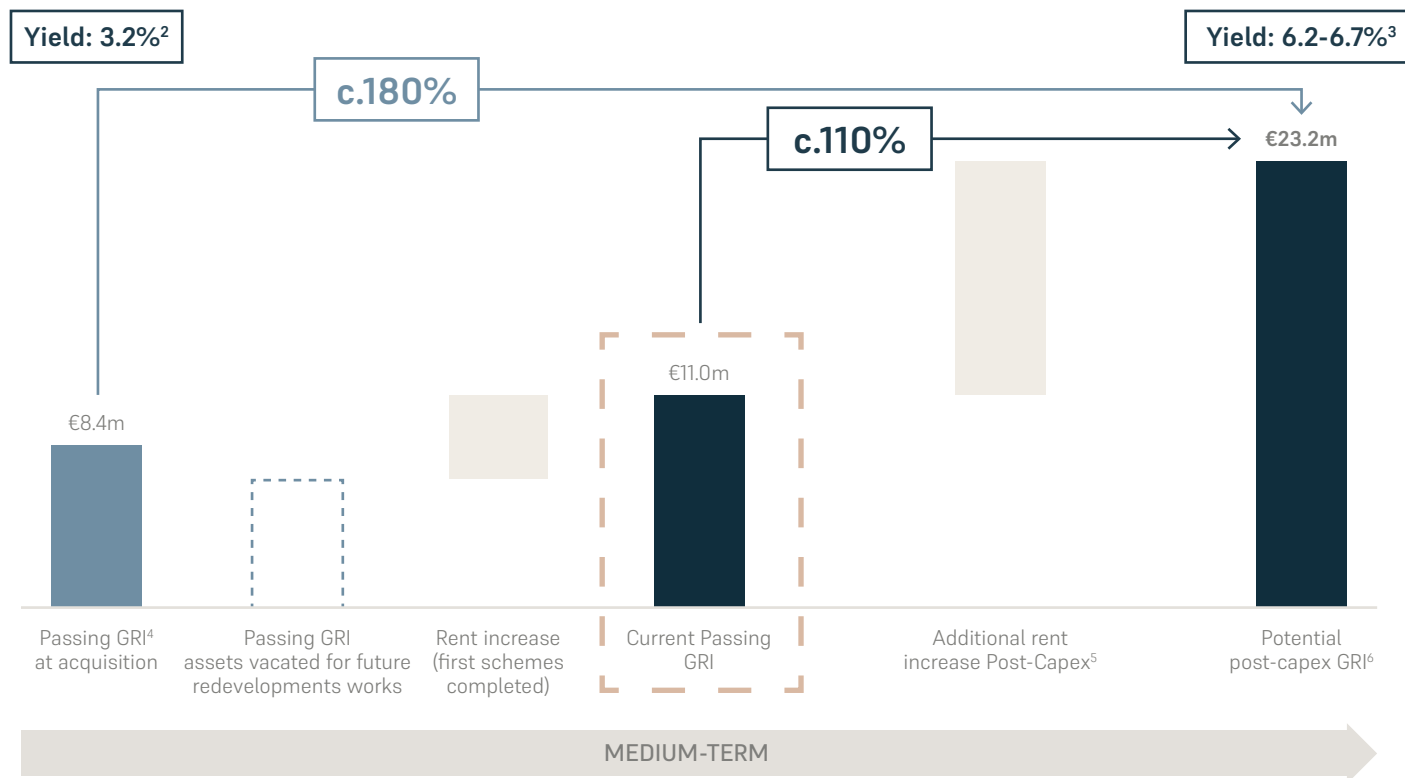 Yield: 3.2%²
Yield: 6.2-6.7%³
c.180%
c.110%
€23.2m
€11.0m
€8.4m
Passing GRI⁴
at acquisition
Passing GRI
assets vacated for future
redevelopments works
Rent increase
(first schemes
completed)
Current Passing
GRI
Additional rent
increase Post-Capex⁵
Potential
post-capex GRI⁶
MEDIUM-TERM